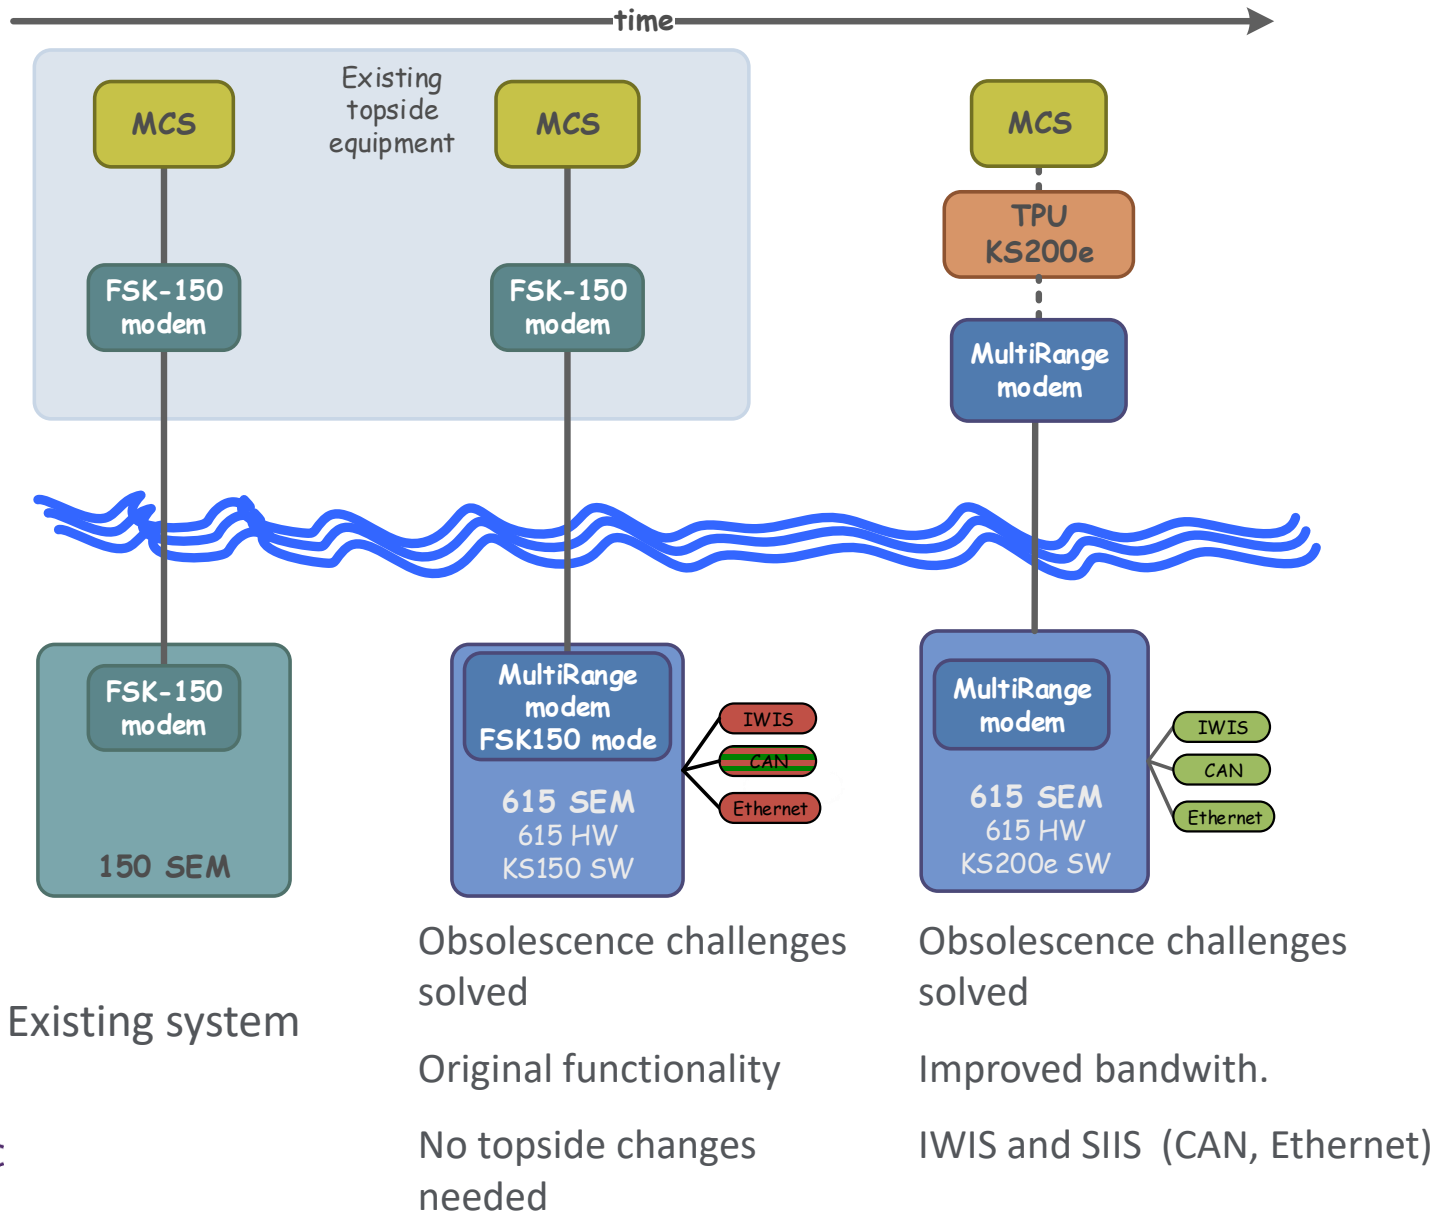 time
Existing
topside
equipment
MCS
FSK-150
modem
MCS
FSK-150
modem
MCS
TPU
KS200e
MultiRange
modem
FSK-150
modem
150 SEM
MultiRange
modem
FSK150 mode
615 SEM
615 HW
KS150 SW
IWIS
CAN
Ethernet
MultiRange
modem
615 SEM
615 HW
KS200e SW
IWIS
CAN
Ethernet
Existing system
Obsolescence challenges
solved
Original functionality
No topside changes
needed
Obsolescence challenges
solved
Improved bandwith.
IWIS and SIIS (CAN, Ethernet)